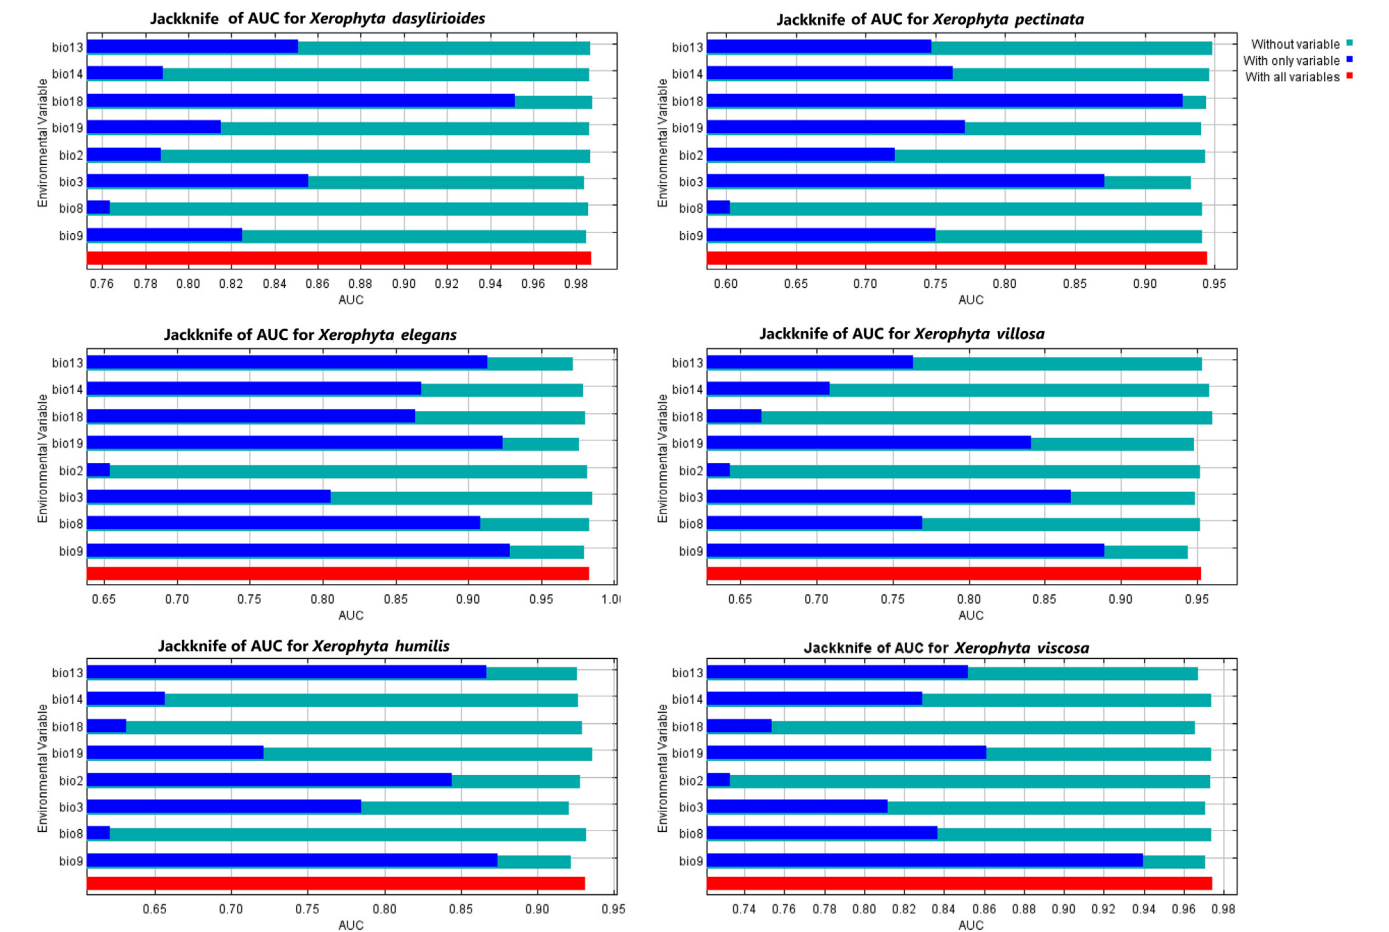 Jackknife of AUC for Xerophyta dasylirioides
Environmental Variable
bio13
bio14
bio18
bio19
bio2
bio3
bio8
bio9
0.76 0.78 0.80 0.82 0.84 0.86 0.88 0.90 0.92 0.94 0.96 0.98
AUC
Jackknife of AUC for Xerophyta pectinata
Environmental Variable
bio13
bio14
bio18
bio19
bio2
bio3
bio8
bio9
0.60 0.65 0.70 0.75 0.80 0.85 0.90 0.95
AUC
Without variable
With only variable
With all variables
Jackknife of AUC for Xerophyta elegans
Environmental Variable
bio13
bio14
bio18
bio19
bio2
bio3
bio8
bio9
0.65 0.70 0.75 0.80 0.85 0.90 0.95 1.0
AUC
Jackknife of AUC for Xerophyta villosa
Environmental Variable
bio13
bio14
bio18
bio19
bio2
bio3
bio8
bio9
0.65 0.70 0.75 0.80 0.85 0.90 0.95
AUC
Jackknife of AUC for Xerophyta humilis
Environmental Variable
bio13
bio14
bio18
bio19
bio2
bio3
bio8
bio9
0.65 0.70 0.75 0.80 0.85 0.90 0.95
AUC
Jackknife of AUC for Xerophyta viscosa
Environmental Variable
bio13
bio14
bio18
bio19
bio2
bio3
bio8
bio9
0.74 0.76 0.78 0.80 0.82 0.84 0.86 0.88 0.90 0.92 0.94 0.96 0.98
AUC